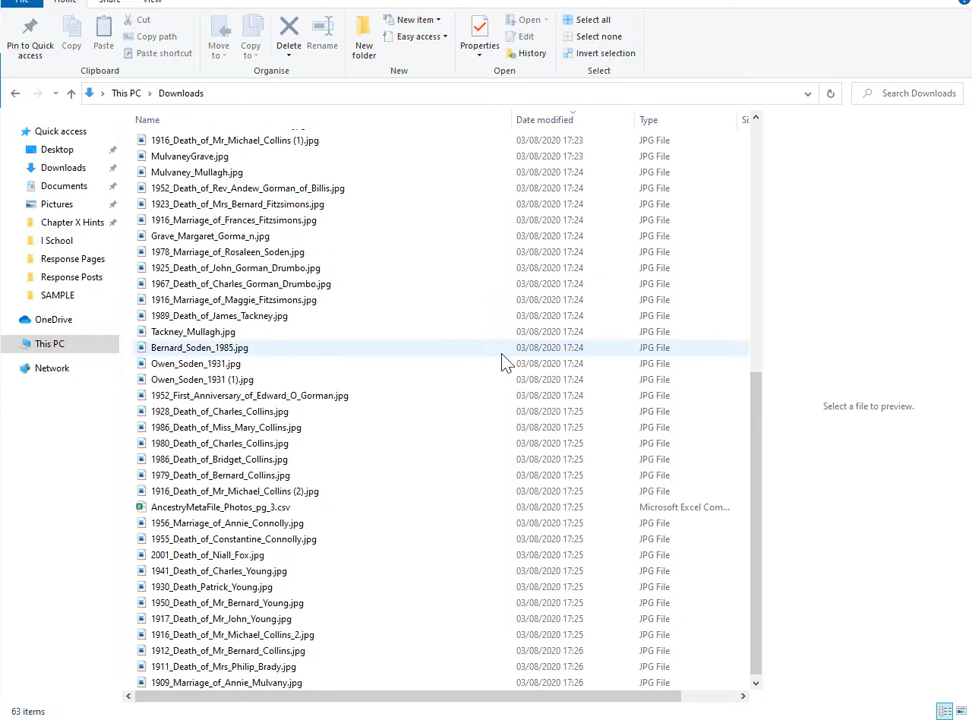 File Home Share View
Pin to Quick access
Copy
Paste
Cut
Copy path
Paste shortcut
Clipboard
Move to
Copy to
Delete
Rename
Organise
New folder
New item
Easy access
New
Properties
Open
Edit
History
Open
Select all
Select none
Invert selection
Select
This PC > Downloads
Search Downloads
Quick access
Desktop
Downloads
Documents
Pictures
Chapter X Hints
I School
Response Pages
Response Posts
SAMPLE
OneDrive
This PC
Network
Name Date modified Type Si
1916_Death_of_Mr_Michael_Collins (1).jpg 03/08/2020 17:23 JPG File
MulvaneyGrave.jpg 03/08/2020 17:23 JPG File
Mulvaney_Mullagh.jpg 03/08/2020 17:24 JPG File
1952_Death_of_Rev_Andew_Gorman_of_Billis.jpg 03/08/2020 17:24 JPG File
1923_Death_of_Mrs_Bernard_Fitzsimons.jpg 03/08/2020 17:24 JPG File
1916_Marriage_of_Frances_Fitzsimons.jpg 03/08/2020 17:24 JPG File
Grave_Margaret_Gorma_n.jpg 03/08/2020 17:24 JPG File
1978_Marriage_of_Rosaleen_Soden.jpg 03/08/2020 17:24 JPG File
1925_Death_of_John_Gorman_Drumbo.jpg 03/08/2020 17:24 JPG File
1967_Death_of_Charles_Gorman_Drumbo.jpg 03/08/2020 17:24 JPG File
1916_Marriage_of_Maggie_Fitzsimons.jpg 03/08/2020 17:24 JPG File
1989_Death_of_James_Tackney.jpg 03/08/2020 17:24 JPG File
Tackney_Mullagh.jpg 03/08/2020 17:24 JPG File
Bernard_Soden_1985.jpg 03/08/2020 17:24 JPG File
Owen_Soden_1931.jpg 03/08/2020 17:24 JPG File
Owen_Soden_1931 (1).jpg 03/08/2020 17:24 JPG File
1952_First_Anniversary_of_Edward_O_Gorman.jpg 03/08/2020 17:24 JPG File
1928_Death_of_Charles_Collins.jpg 03/08/2020 17:25 JPG File
1986_Death_of_Miss_Mary_Collins.jpg 03/08/2020 17:25 JPG File
1980_Death_of_Charles_Collins.jpg 03/08/2020 17:25 JPG File
1986_Death_of_Bridget_Collins.jpg 03/08/2020 17:25 JPG File
1979_Death_of_Bernard_Collins.jpg 03/08/2020 17:25 JPG File
1916_Death_of_Mr_Michael_Collins (2).jpg 03/08/2020 17:25 JPG File
AncestryMetaFile_Photos_pg_3.csv 03/08/2020 17:25 Microsoft Excel Com...
1956_Marriage_of_Annie_Connolly.jpg 03/08/2020 17:25 JPG File
1955_Death_of_Constantine_Connolly.jpg 03/08/2020 17:25 JPG File
2001_Death_of_Niall_Fox.jpg 03/08/2020 17:25 JPG File
1941_Death_of_Charles_Young.jpg 03/08/2020 17:25 JPG File
1930_Death_Patrick_Young.jpg 03/08/2020 17:25 JPG File
1950_Death_of_Mr_Bernard_Young.jpg 03/08/2020 17:25 JPG File
1917_Death_of_Mr_John_Young.jpg 03/08/2020 17:25 JPG File
1916_Death_of_Mr_Michael_Collins_2.jpg 03/08/2020 17:25 JPG File
1912_Death_of_Mr_Bernard_Collins.jpg 03/08/2020 17:26 JPG File
1911_Death_of_Mrs_Philip_Brady.jpg 03/08/2020 17:26 JPG File
1909_Marriage_of_Annie_Mulvany.jpg 03/08/2020 17:26 JPG File
Select a file to preview.
63 items